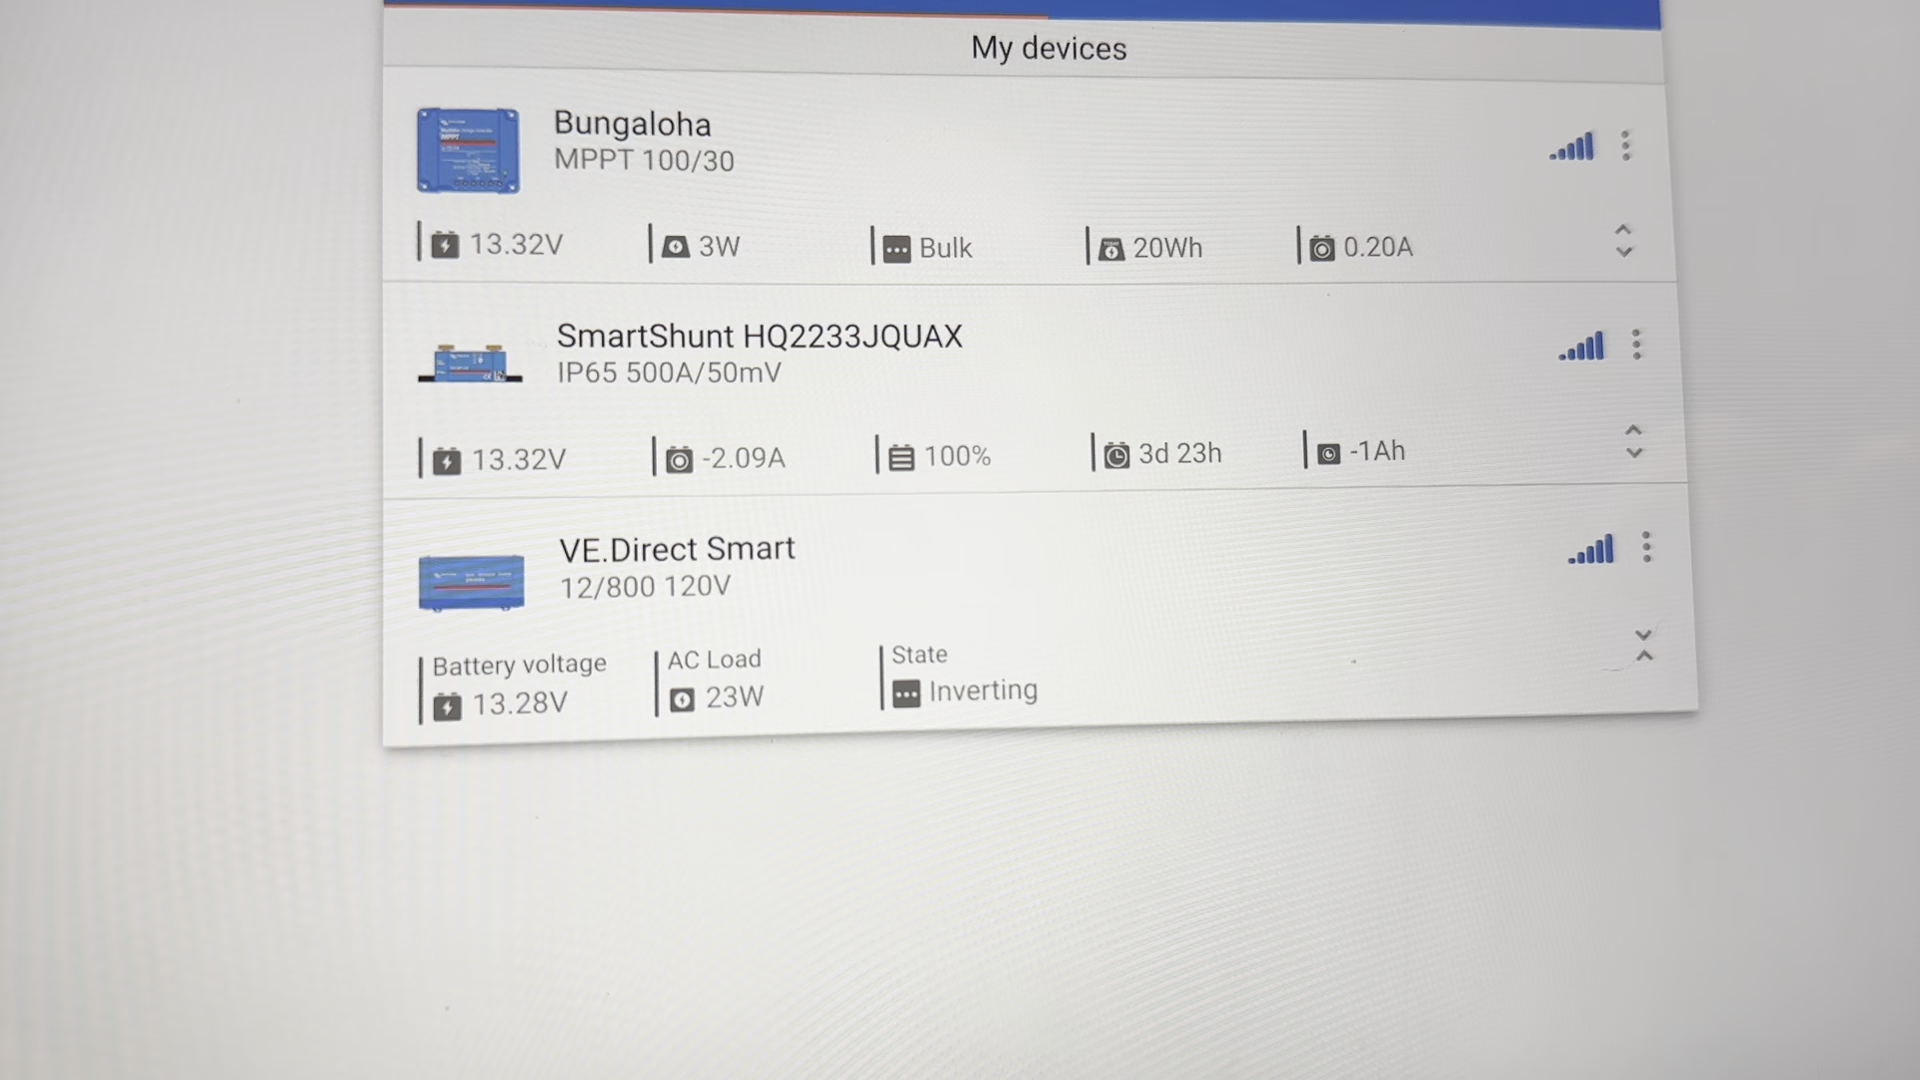 My devices
Bungaloha
MPPT 100/30
13.32V 3W Bulk 20Wh 0.20A
SmartShunt HQ2233JQUAX
IP65 500A/50mV
13.32V -2.09A 100% 3d 23h -1Ah
VE.Direct Smart
12/800 120V
Battery voltage AC Load State
13.28V 23W Inverting